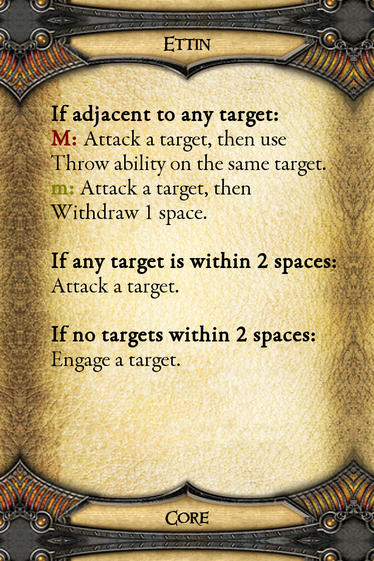 Ettin
If adjacent to any target:
M: Attack a target, then use
Throw ability on the same target.
m: Attack a target, then
Withdraw 1 space.
If any target is within 2 spaces:
Attack a target.
If no targets within 2 spaces:
Engage a target.
Core